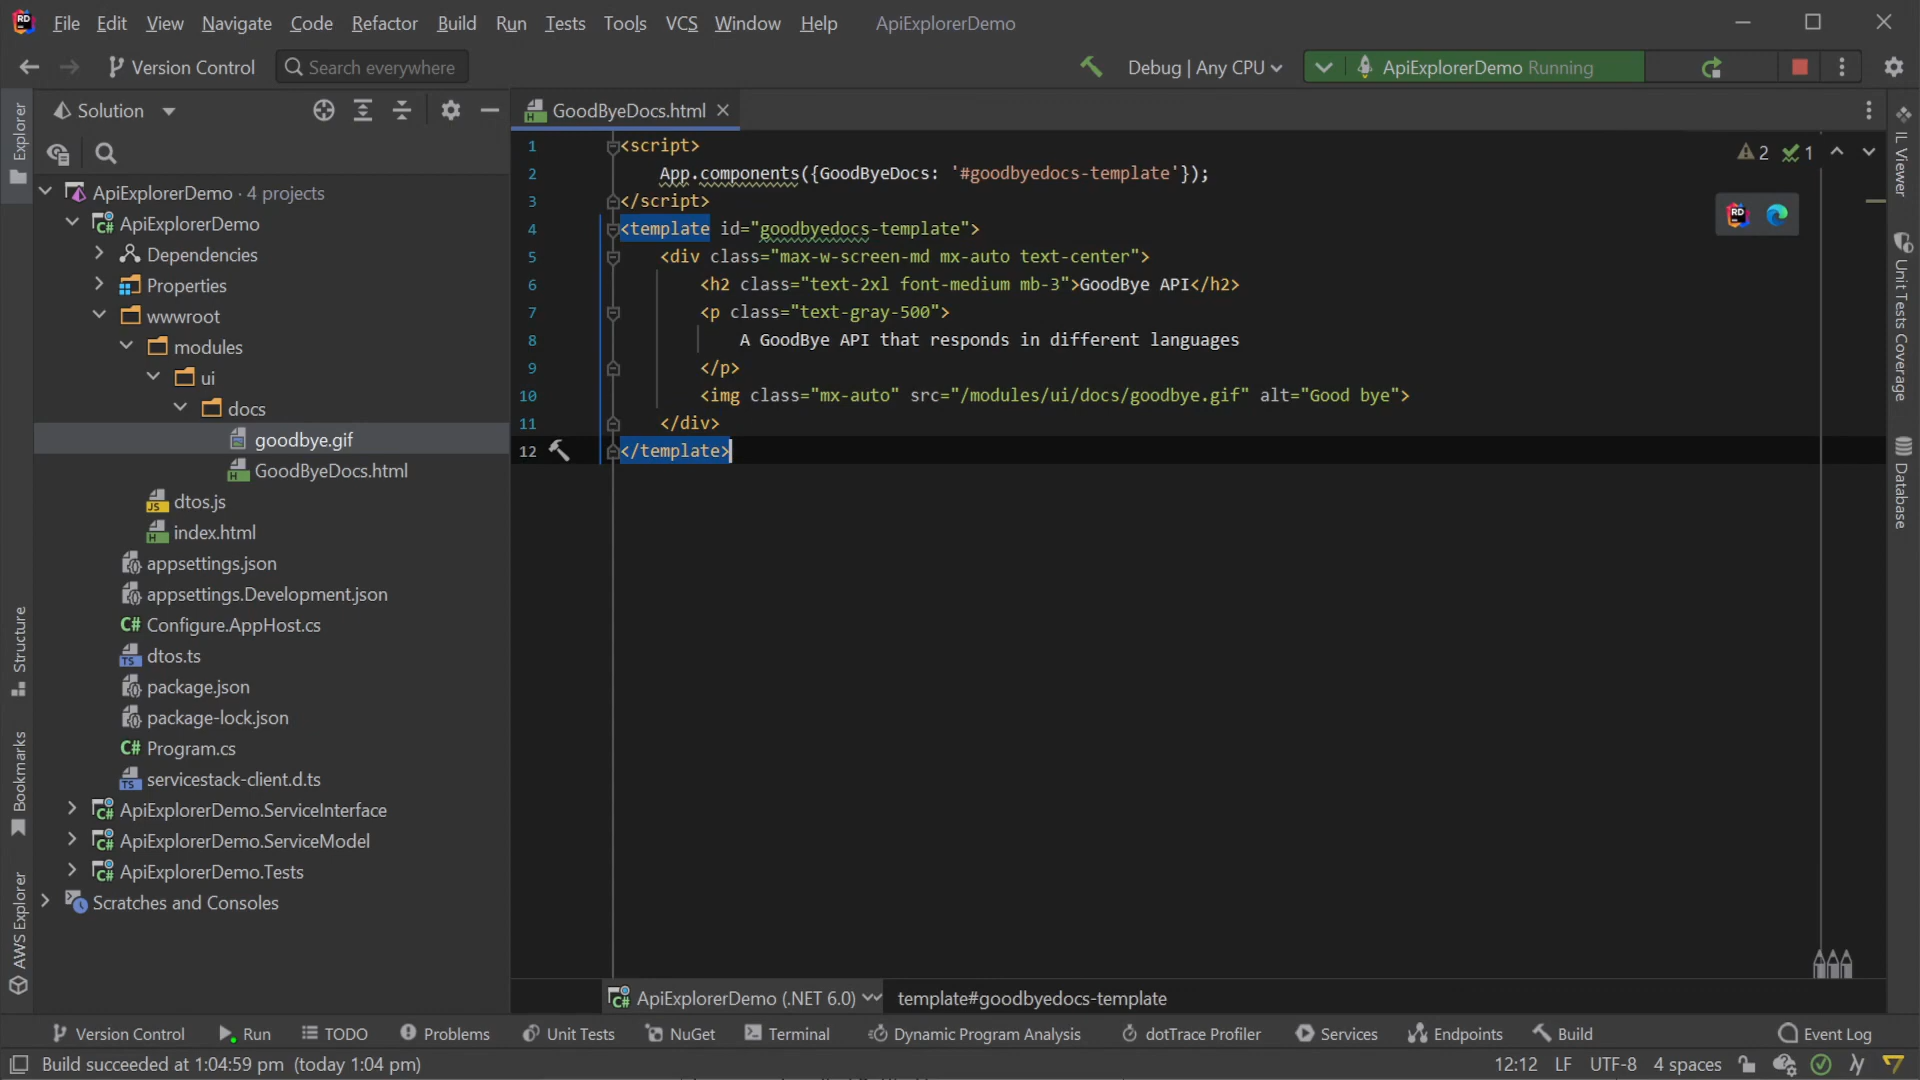 File Edit View Navigate Code Refactor Build Run Tests Tools VCS Window Help ApiExplorerDemo
Version Control Search everywhere Debug | Any CPU ApiExplorerDemo Running
Explorer
Solution
GoodByeDocs.html
ApiExplorerDemo · 4 projects
ApiExplorerDemo
Dependencies
Properties
wwwroot
modules
ui
docs
goodbye.gif
GoodByeDocs.html
dtos.js
index.html
appsettings.json
appsettings.Development.json
C# Configure.AppHost.cs
dtos.ts
package.json
package-lock.json
C# Program.cs
servicestack-client.d.ts
ApiExplorerDemo.ServiceInterface
ApiExplorerDemo.ServiceModel
ApiExplorerDemo.Tests
Scratches and Consoles
Structure
Bookmarks
AWS Explorer
1 <script>
2 App.components({GoodByeDocs: '#goodbyedocs-template'});
3 </script>
4 <template id="goodbyedocs-template">
5 <div class="max-w-screen-md mx-auto text-center">
6 <h2 class="text-2xl font-medium mb-3">GoodBye API</h2>
7 <p class="text-gray-500">
8 A GoodBye API that responds in different languages
9 </p>
10 <img class="mx-auto" src="/modules/ui/docs/goodbye.gif" alt="Good bye">
11 </div>
12 </template>
2 1
IL Viewer
Unit Tests Coverage
Database
ApiExplorerDemo (.NET 6.0) template#goodbyedocs-template
Version Control Run TODO Problems Unit Tests NuGet Terminal Dynamic Program Analysis dotTrace Profiler Services Endpoints Build Event Log
Build succeeded at 1:04:59 pm (today 1:04 pm) 12:12 LF UTF-8 4 spaces